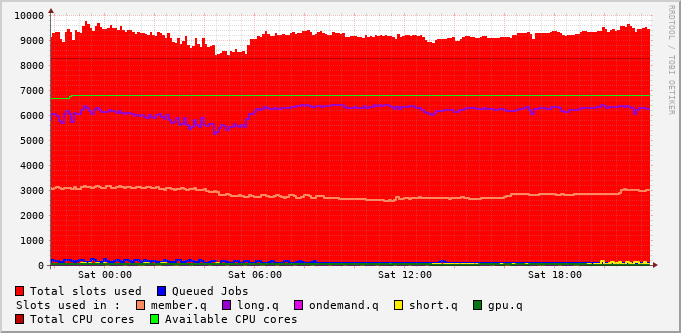 10000
9000
8000
7000
6000
5000
4000
3000
2000
1000
0
Sat 00:00 Sat 06:00 Sat 12:00 Sat 18:00
RRDTOOL / TOBI OETIKER
Total slots used Queued Jobs
Slots used in : member.q long.q ondemand.q short.q gpu.q
Total CPU cores Available CPU cores